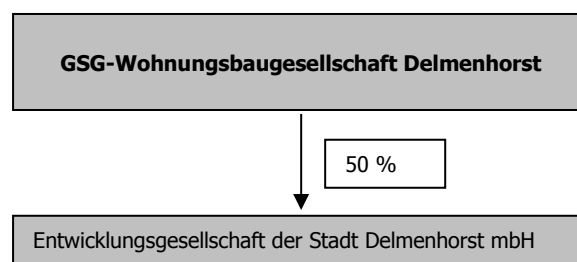 GSG-Wohnungsbaugesellschaft Delmenhorst
50 %
Entwicklungsgesellschaft der Stadt Delmenhorst mbH